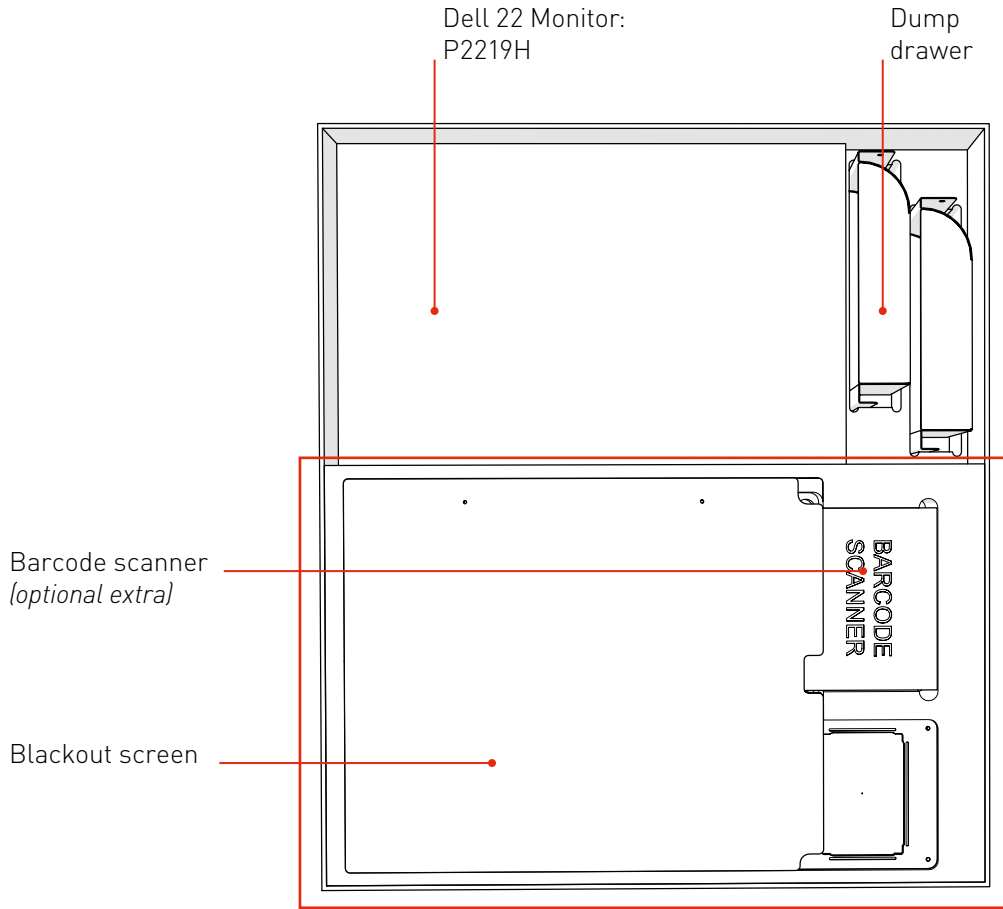 Dell 22 Monitor:
P2219H
Dump
drawer
Barcode scanner
(optional extra)
BARCODE
SCANNER
Blackout screen